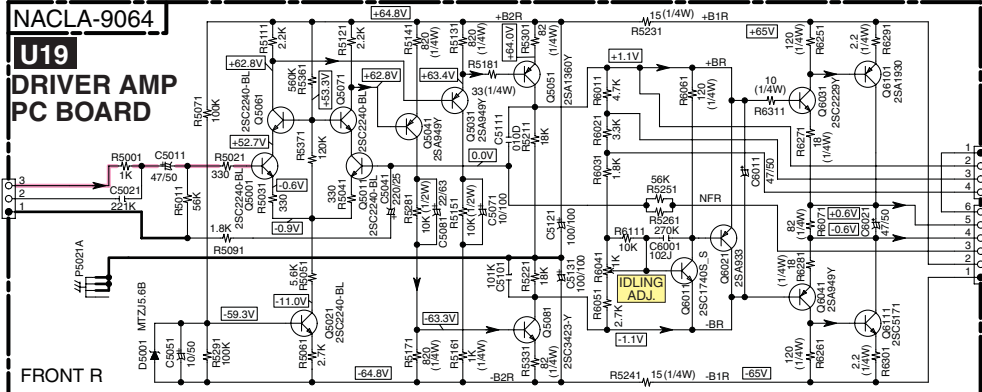 NACLA-9064
U19
DRIVER AMP
PC BOARD
FRONT R
+64.8V
+B2R
15 (1/4W)
R5231
+B1R
+65V
R5111
2.2K
R5121
2.2K
R5141
820
(1/4W)
R5131
820
(1/4W)
+64.0V
R5301
82
(1/4W)
120
(1/4W)
R6251
2.2
(1/4W)
R6291
+62.8V
560K
R5361
+53.3V
Q5071
2SC2240-BL
+62.8V
+63.4V
R5181
33(1/4W)
Q5051
2SA1360Y
+1.1V
+BR
Q6101
2SA1930
R5071
100K
Q5061
2SC2240-BL
Q5041
2SA949Y
Q5031
2SA949Y
C5111
010D
R5211
18K
R6011
4.7K
R6061
120
(1/4W)
10
(1/4W)
R6311
Q6031
2SC2229Y
+52.7V
R5371
120K
0.0V
R6021
3.3K
R6031
1.8K
R6271
18
(1/4W)
R5001
1K
C5011
47/50
R5021
330
Q5001
2SC2240-BL
R5031
330
-0.6V
R5041
330
Q5011
2SC2240-BL
C5041
220/25
56K
R5251
C6011
47/50
3
2
1
C5021
221K
R5011
56K
-0.9V
R5281
10K (1/2W)
C5081
22/63
R5151
10K (1/2W)
C5071
10/100
C5121
100/100
R5261
270K
NFR
82
(1/4W)
R6071
+0.6V
-0.6V
C6021
47/50
1.8K
R5091
R6111
10K
C6001
102J
Q6021
2SA933
18
(1/4W)
R6281
P5021A
5.6K
R5051
C5101
101K
R5221
18K
C5131
100/100
R6041
1K
IDLING
ADJ.
Q6011
2SC1740S_S
D5001
MTZJ5.6B
C5051
10/50
-59.3V
-11.0V
Q5021
2SC2240-BL
-63.3V
Q5081
2SC3423-Y
R6051
2.7K
-1.1V
-BR
Q6041
2SA949Y
Q6111
2SC5171
R5291
100K
R5061
2.7K
R5171
820
(1/4W)
R5161
1K
(1/4W)
R5331
82
(1/4W)
120
(1/4W)
R6261
2.2
(1/4W)
R6301
-64.8V
-B2R
R5241
15 (1/4W)
-B1R
-65V
1
2
3
4
6
5
4
3
2
1